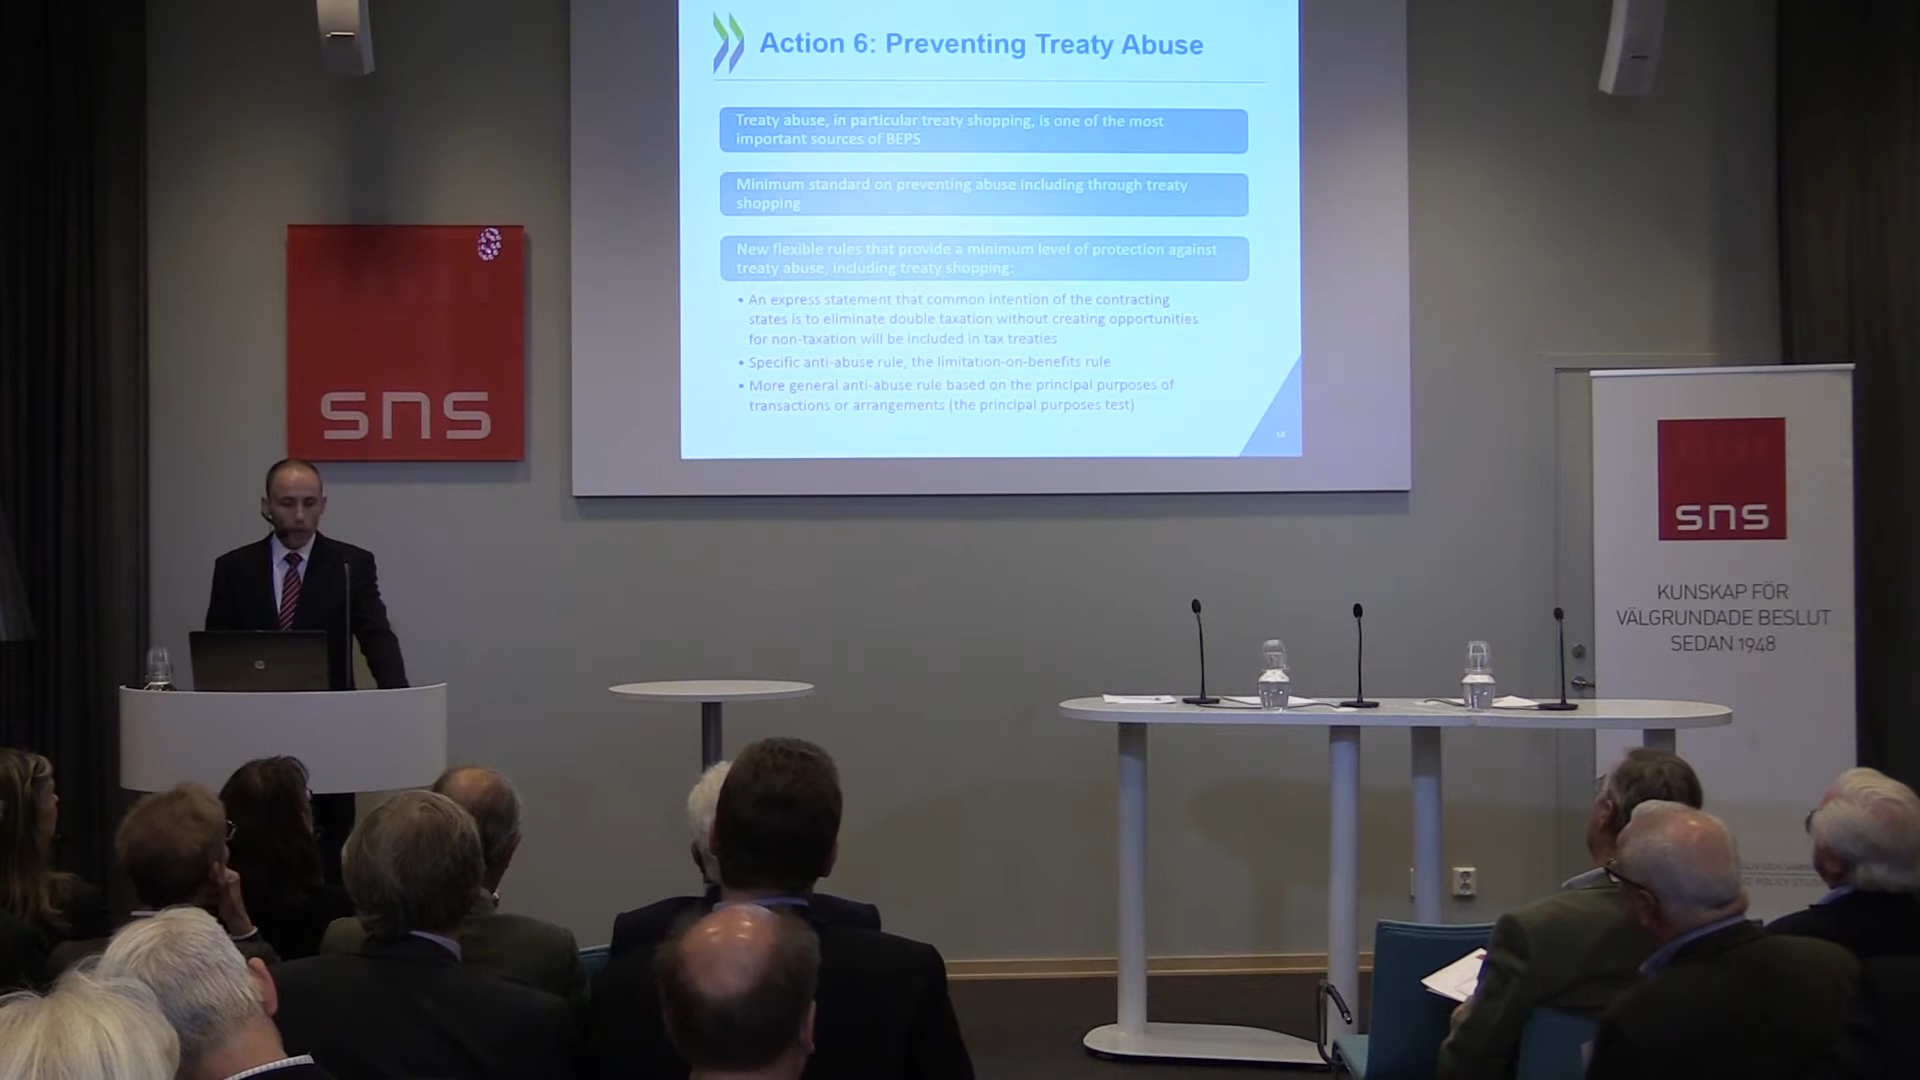 Action 6: Preventing Treaty Abuse
Treaty abuse, in particular treaty shopping, is one of the most
important sources of BEPS
Minimum standard on preventing abuse including through treaty
shopping
New flexible rules that provide a minimum level of protection against
treaty abuse, including treaty shopping:
• An express statement that common intention of the contracting
states is to eliminate double taxation without creating opportunities
for non-taxation will be included in tax treaties
• Specific anti-abuse rule, the limitation-on-benefits rule
• More general anti-abuse rule based on the principal purposes of
transactions or arrangements (the principal purposes test)
sns
sns
KUNSKAP FÖR
VÄLGRUNDADE BESLUT
SEDAN 1948
hp